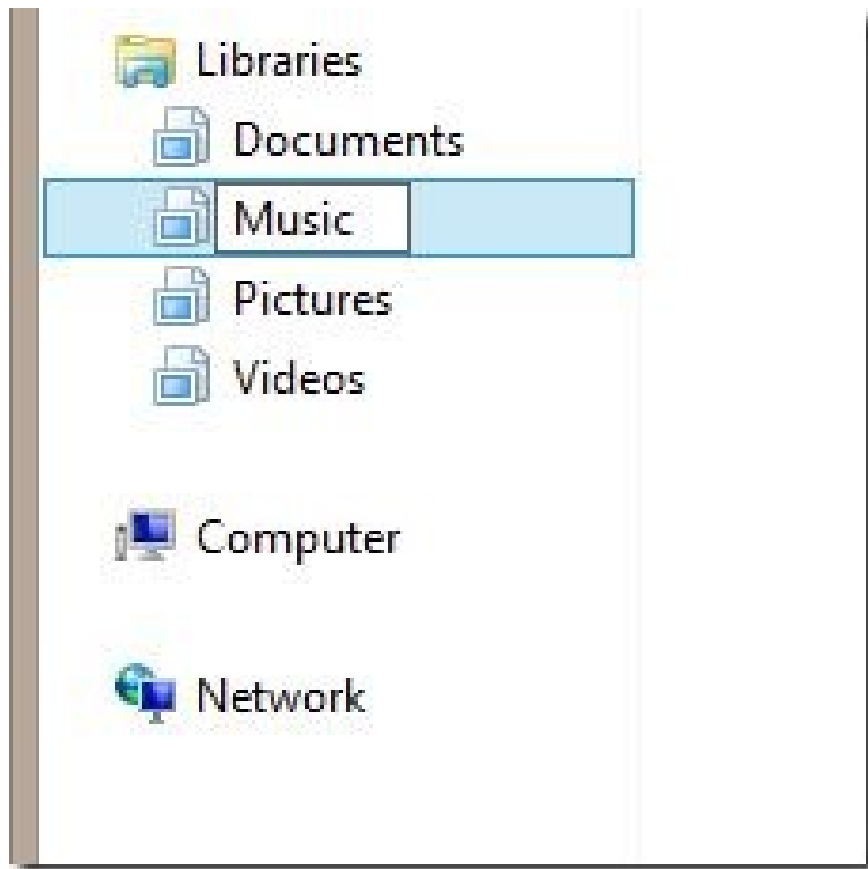 Libraries
Documents
Music
Pictures
Videos
Computer
Network